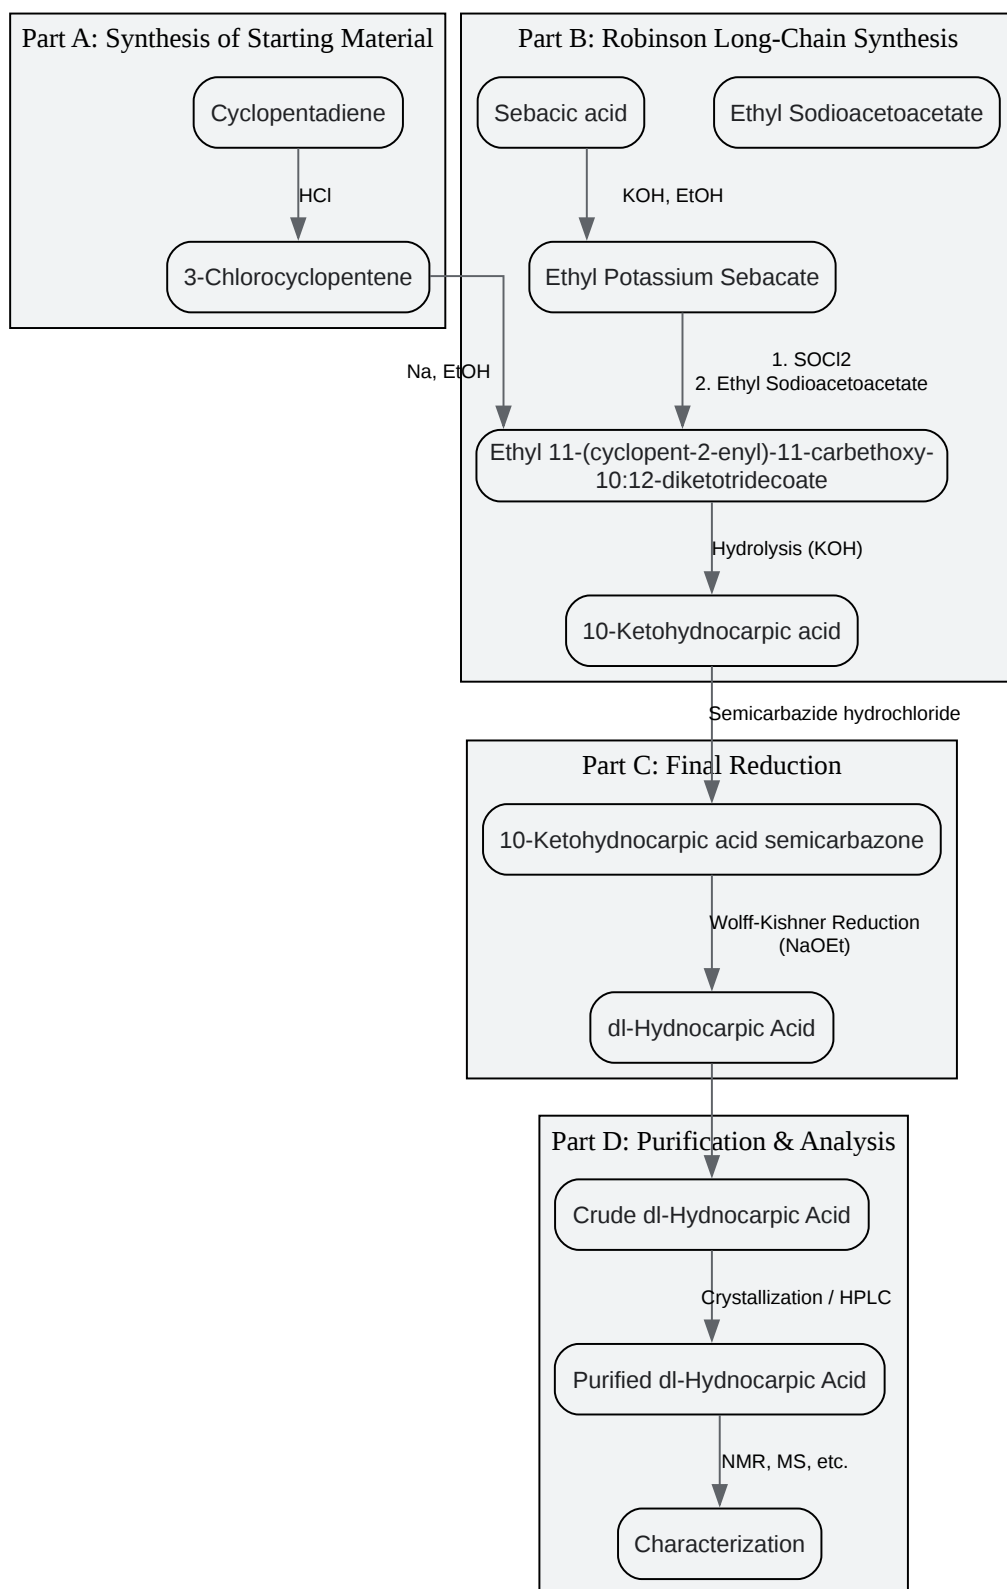 Part A: Synthesis of Starting Material
Cyclopentadiene
HCl
3-Chlorocyclopentene
Na, EtOH
Part B: Robinson Long-Chain Synthesis
Sebacic acid
Ethyl Sodioacetoacetate
KOH, EtOH
Ethyl Potassium Sebacate
1. SOCl2
2. Ethyl Sodioacetoacetate
Ethyl 11-(cyclopent-2-enyl)-11-carbethoxy-
10:12-diketotridecoate
Hydrolysis (KOH)
10-Ketohydnocarpic acid
Semicarbazide hydrochloride
Part C: Final Reduction
10-Ketohydnocarpic acid semicarbazone
Wolff-Kishner Reduction
(NaOEt)
dl-Hydnocarpic Acid
Part D: Purification & Analysis
Crude dl-Hydnocarpic Acid
Crystallization / HPLC
Purified dl-Hydnocarpic Acid
NMR, MS, etc.
Characterization